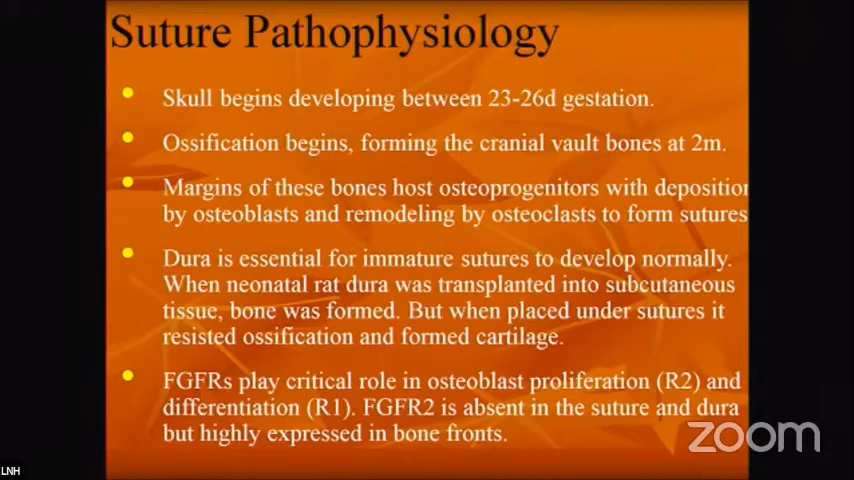 Suture Pathophysiology
Skull begins developing between 23-26d gestation.
Ossification begins, forming the cranial vault bones at 2m.
Margins of these bones host osteoprogenitors with deposition
by osteoblasts and remodeling by osteoclasts to form sutures
Dura is essential for immature sutures to develop normally.
When neonatal rat dura was transplanted into subcutaneous
tissue, bone was formed. But when placed under sutures it
resisted ossification and formed cartilage.
FGFRs play critical role in osteoblast proliferation (R2) and
differentiation (R1). FGFR2 is absent in the suture and dura
but highly expressed in bone fronts.
zoom
LNH